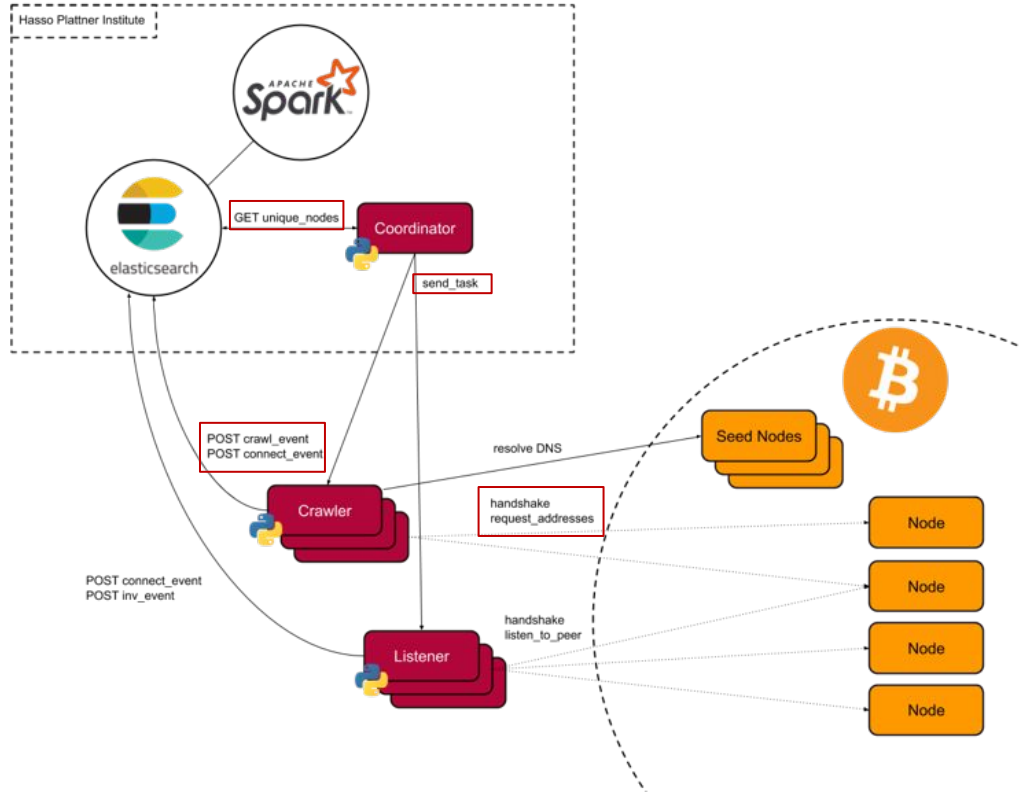 Hasso Plattner Institute
APACHE
Spark
GET unique_nodes
Coordinator
elasticsearch
send_task
POST crawl_event
POST connect_event
resolve DNS
Seed Nodes
Crawler
handshake
request_addresses
Node
Node
POST connect_event
POST inv_event
handshake
listen_to_peer
Listener
Node
Node